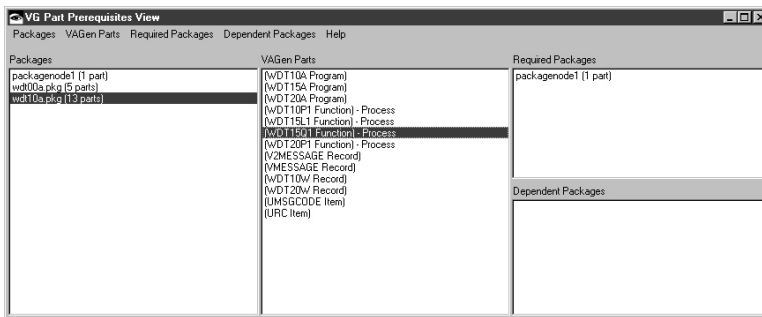 VG Part Prerequisites View
Packages VAGen Parts Required Packages Dependent Packages Help
Packages
packagenode1 (1 part)
wdt00a.pkg (5 parts)
wdt10a.pkg (13 parts)
VAGen Parts
(WDT10A Program)
(WDT15A Program)
(WDT20A Program)
(WDT10P1 Function) - Process
(WDT15L1 Function) - Process
(WDT15Q1 Function) - Process
(WDT20P1 Function) - Process
(V2MESSAGE Record)
(VMESSAGE Record)
(WDT10W Record)
(WDT20W Record)
(UMSGCODE Item)
(URC Item)
Required Packages
packagenode1 (1 part)
Dependent Packages